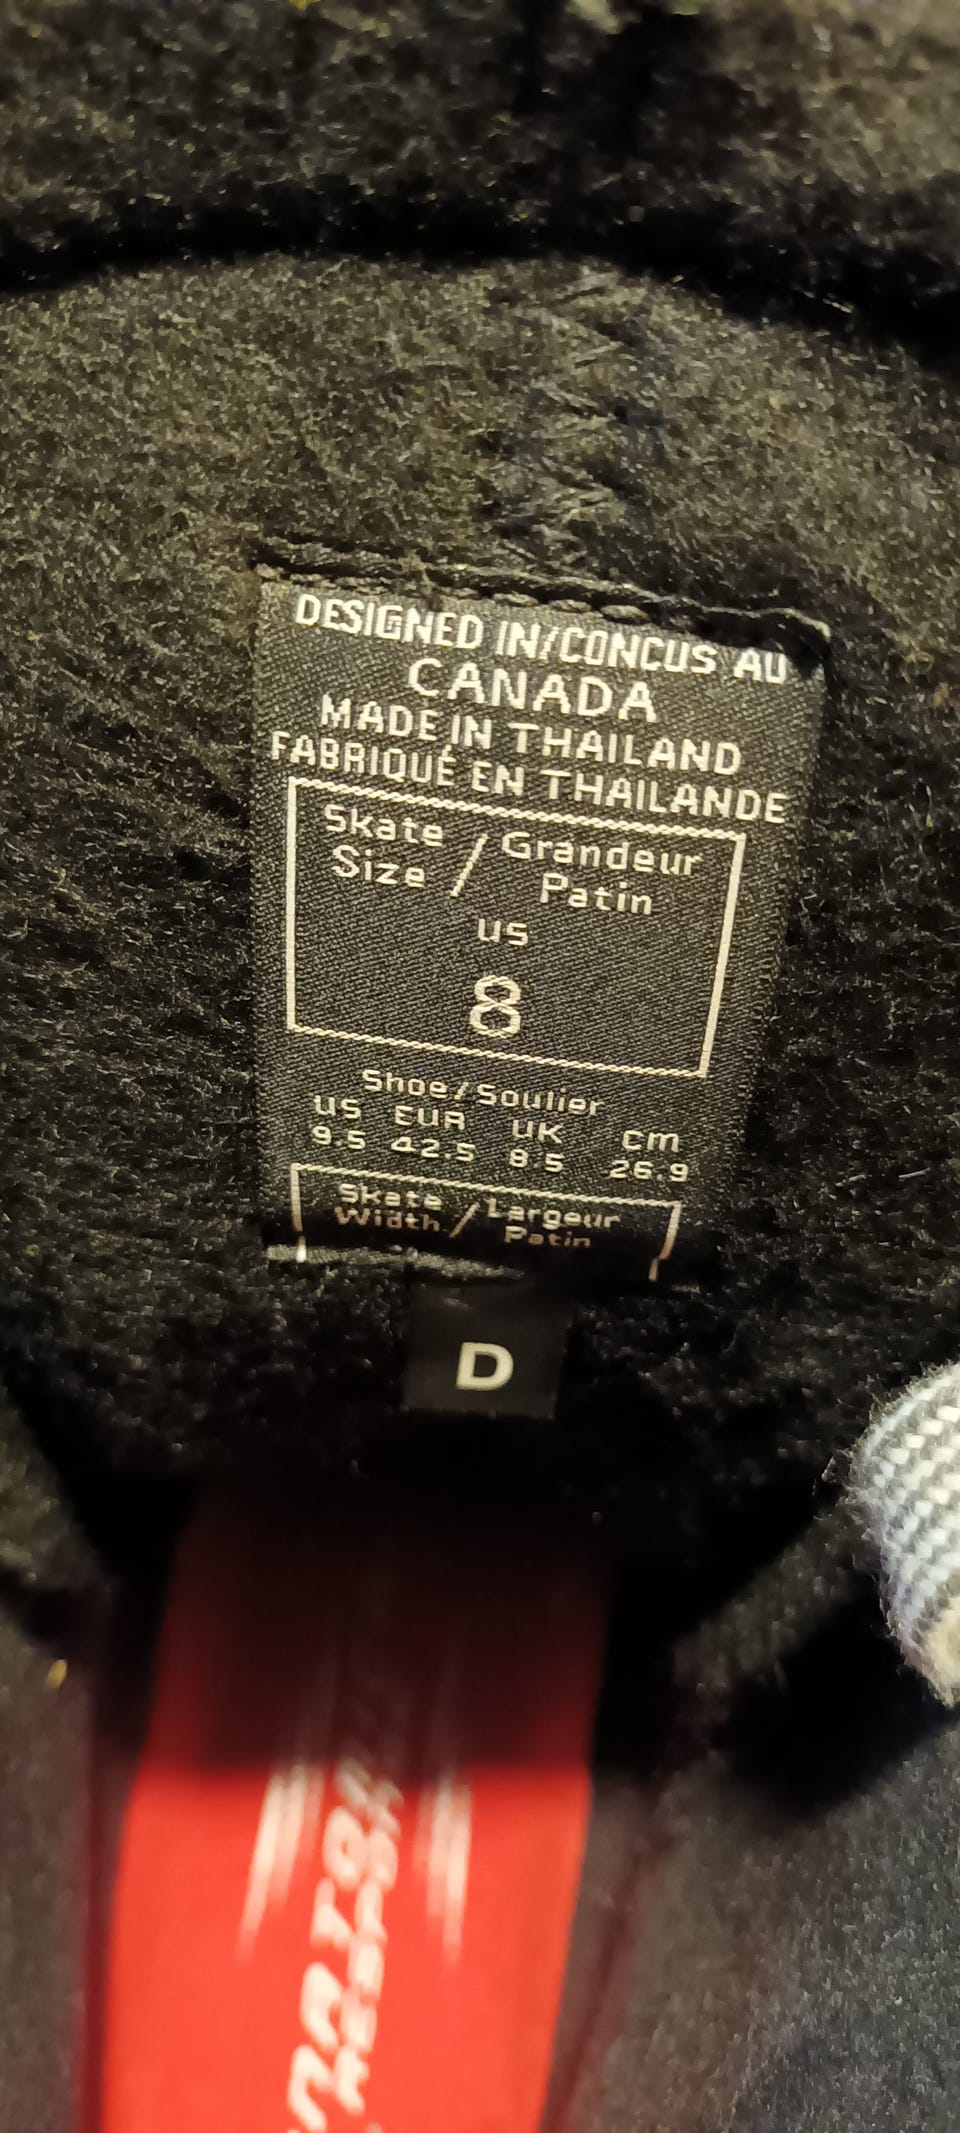 DESIGNED IN/CONCUS AU
CANADA
MADE IN THAILAND
FABRIQUÉ EN THAILANDE
Skate / Grandeur
Size / Patin
US
8
Shoe/Soulier
US EUR UK cm
9.5 42.5 8.5 26.9
Skate / Largeur
Width / Patin
D